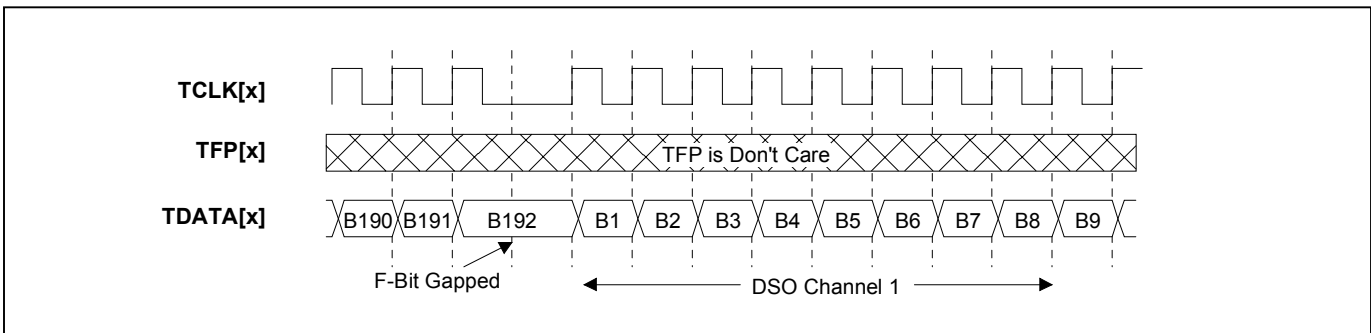 TCLK[x]
TFP[x]
TFP is Don't Care
TDATA[x]
B190 B191 B192 B1 B2 B3 B4 B5 B6 B7 B8 B9
F-Bit Gapped
DSO Channel 1